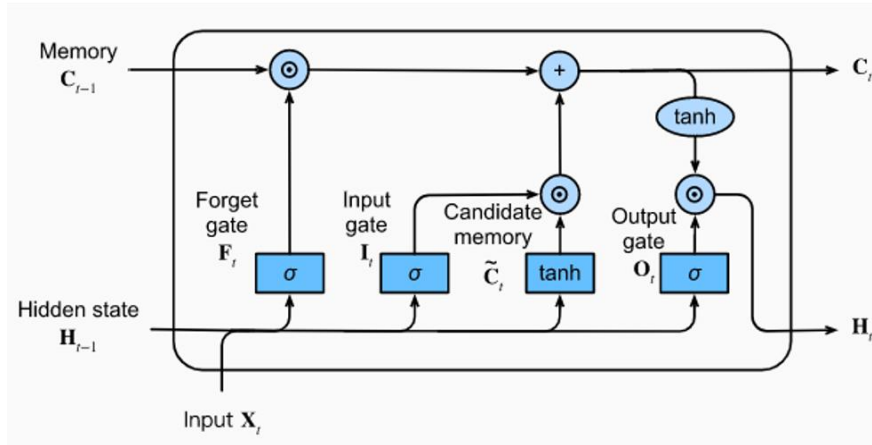 Memory
C_{t-1}
⊙
+
C_t
tanh
Forget
gate
F_t
Input
gate
I_t
Candidate
memory
C̃_t
⊙
Output
gate
O_t
⊙
σ
σ
tanh
σ
Hidden state
H_{t-1}
H_t
Input X_t